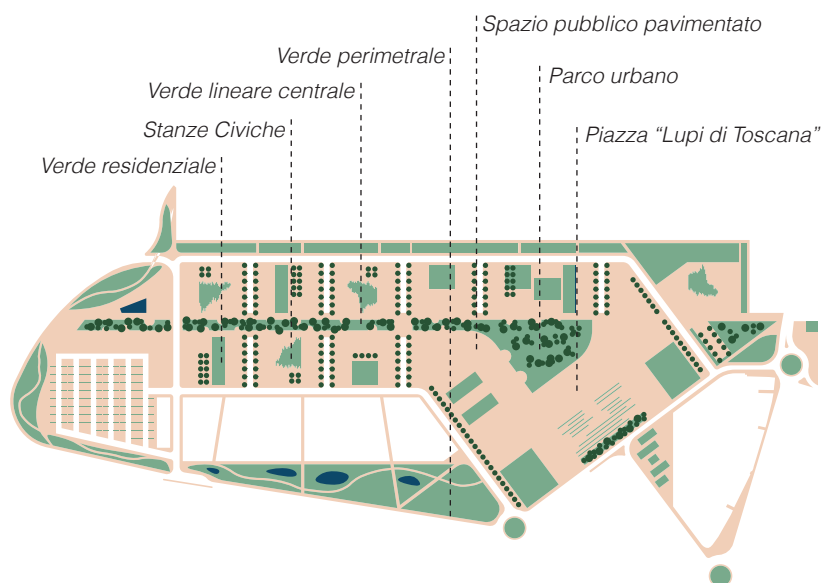 Spazio pubblico pavimentato
Verde perimetrale
Parco urbano
Verde lineare centrale
Stanze Civiche
Piazza “Lupi di Toscana”
Verde residenziale